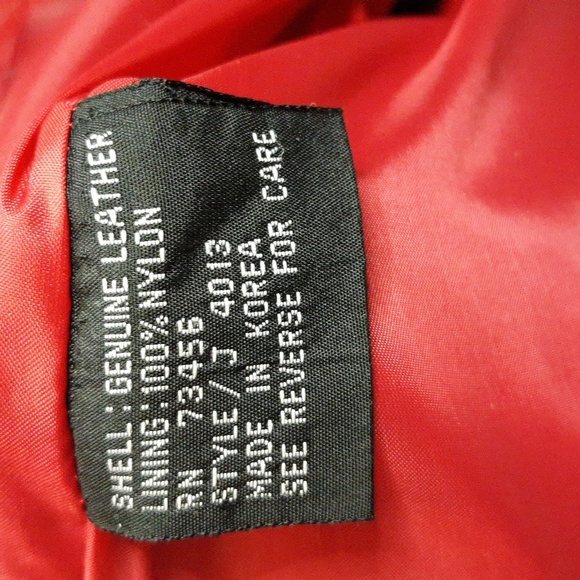 SHELL : GENUINE LEATHER
LINING : 100% NYLON
RN 73456
STYLE / J 4013
MADE IN KOREA
SEE REVERSE FOR CARE